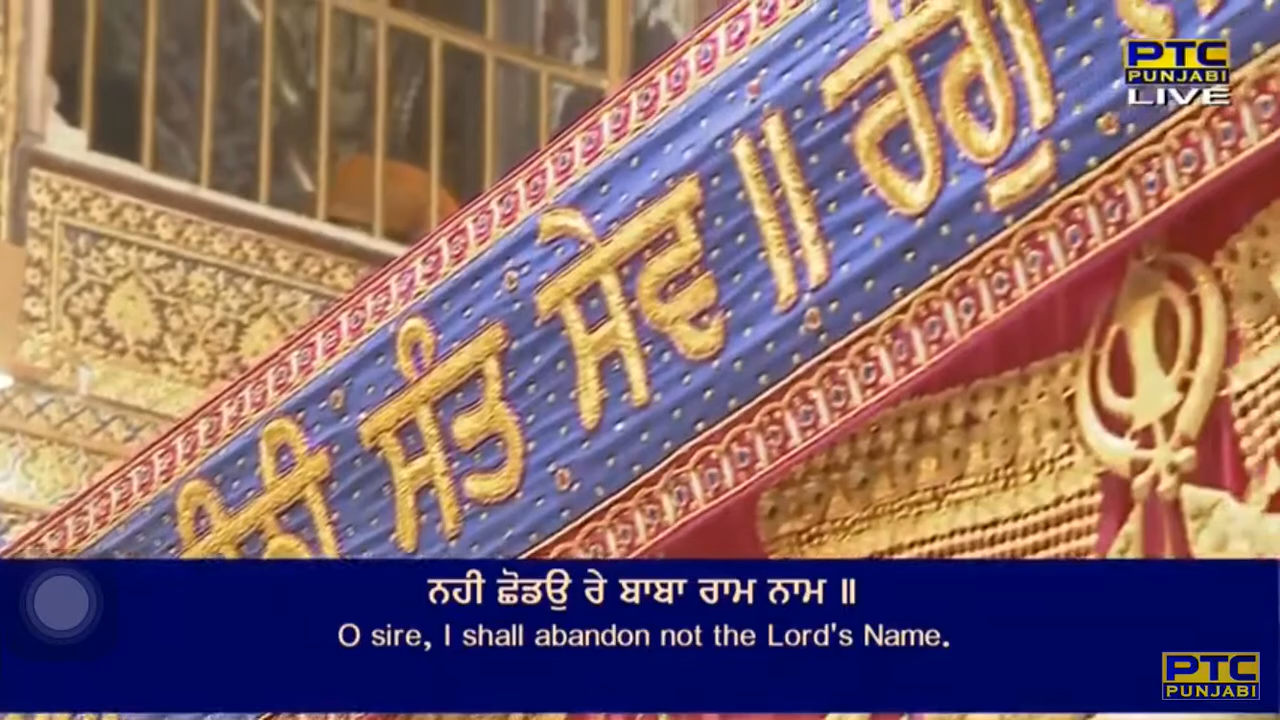 PTC
PUNJABI
LIVE
ਸੰਤ ਸੇਵ ॥
ਨਹੀ ਛੋਡਉ ਰੇ ਬਾਬਾ ਰਾਮ ਨਾਮ ॥
O sire, I shall abandon not the Lord's Name.
PTC
PUNJABI